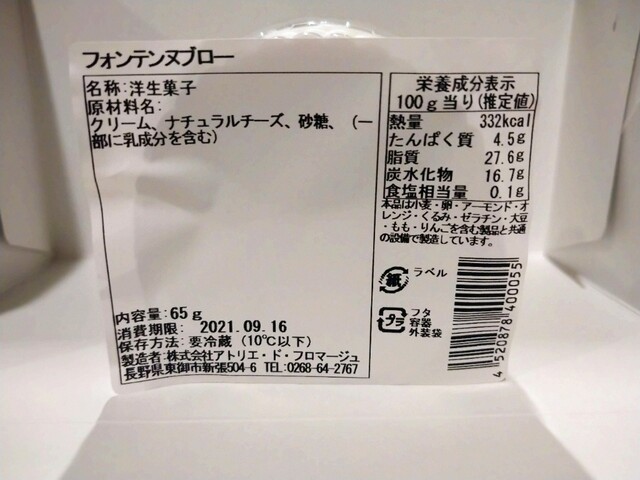 フォンテンヌブロー
名称:洋生菓子
原材料名:
クリーム、ナチュラルチーズ、砂糖、(一
部に乳成分を含む)
内容量:65g
消費期限: 2021.09.16
保存方法:要冷蔵(10℃以下)
製造者:株式会社アトリエ・ド・フロマージュ
長野県東御市新張504-6 TEL:0268-64-2767
栄養成分表示
100g当り(推定値)
熱量 332kcal
たんぱく質 4.5g
脂質 27.6g
炭水化物 16.7g
食塩相当量 0.1g
本品は小麦・卵・アーモンド・オ
レンジ・くるみ・ゼラチン・大豆
・もも・りんごを含む製品と共通
の設備で製造しています。
紙 ラベル
プラ フタ
容器
外装袋
4 520878 400055